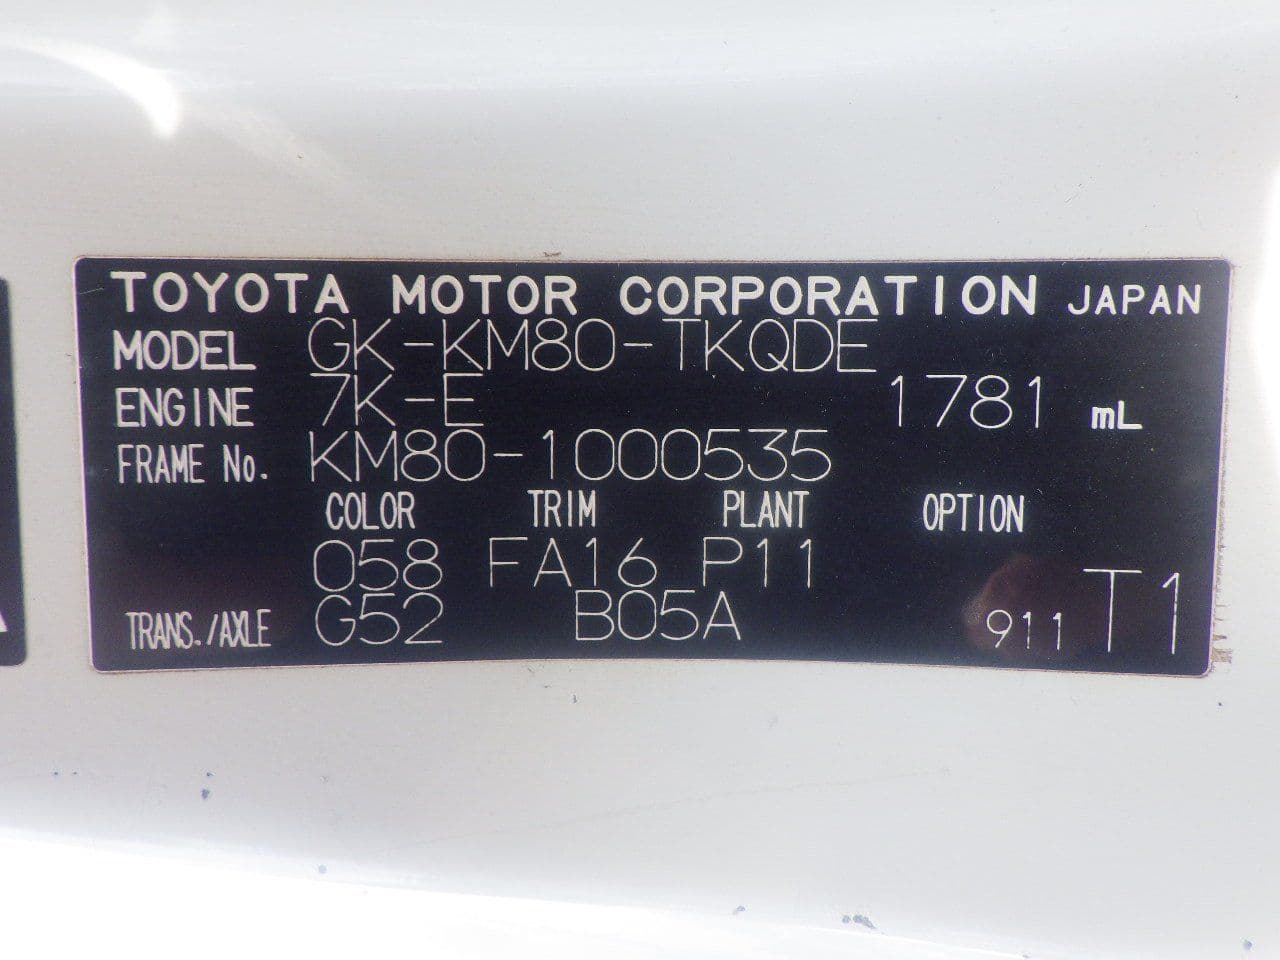 TOYOTA MOTOR CORPORATION JAPAN
MODEL GK-KM80-TKQDE
ENGINE 7K-E 1781 mL
FRAME No. KM80-1000535
COLOR TRIM PLANT OPTION
058 FA16 P11
TRANS./AXLE G52 B05A 911 T1
A